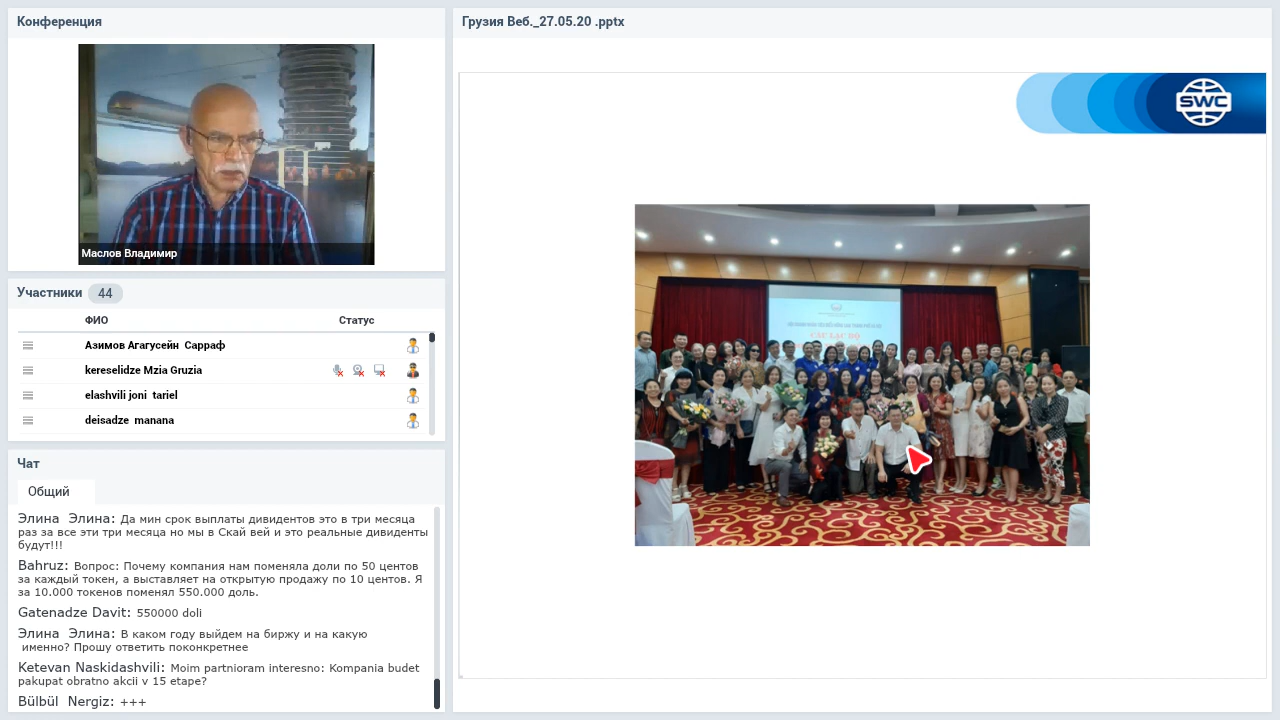 Конференция
Маслов Владимир
Участники 44
ФИО Статус
Азимов Агагусейн Сарраф
kereselidze Mzia Gruzia
elashvili joni tariel
deisadze manana
Чат
Общий
Элина Элина: Да мин срок выплаты дивидентов это в три месяца
раз за все эти три месяца но мы в Скай вей и это реальные дивиденты
будут!!!
Bahruz: Вопрос: Почему компания нам поменяла доли по 50 центов
за каждый токен, а выставляет на открытую продажу по 10 центов. Я
за 10.000 токенов поменял 550.000 доль.
Gatenadze Davit: 550000 doli
Элина Элина: В каком году выйдем на биржу и на какую
именно? Прошу ответить поконкретнее
Ketevan Naskidashvili: Moim partnioram interesno: Kompania budet
pakupat obratno akcii v 15 etape?
Bülbül Nergiz: +++
Грузия Веб._27.05.20 .pptx
SWC
CÂU LẠC BỘ